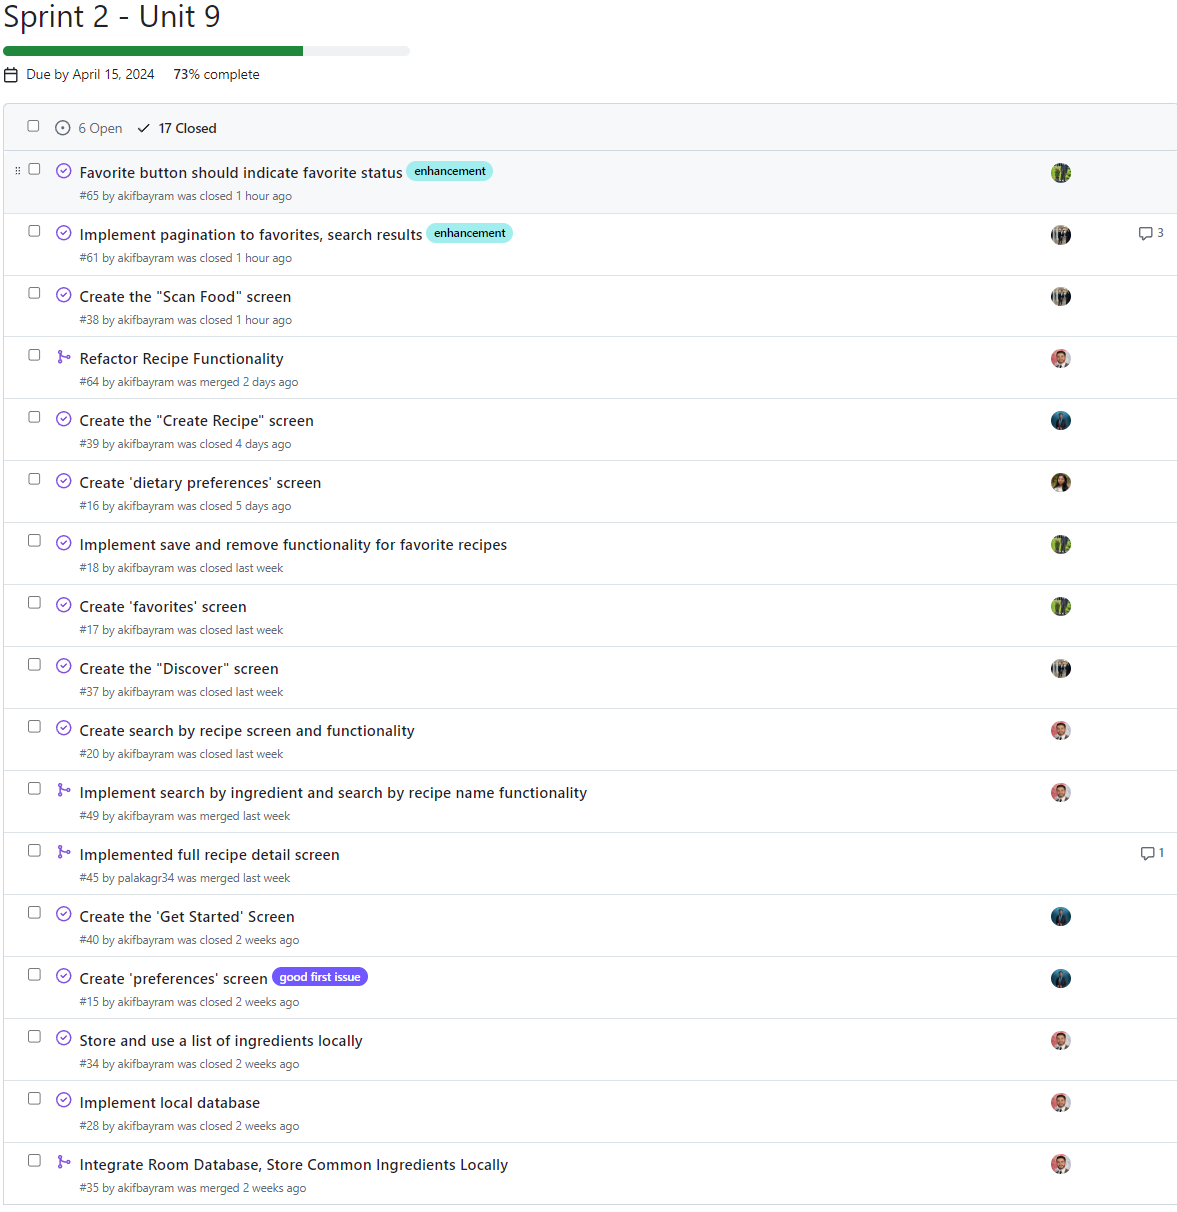 Sprint 2 - Unit 9
Due by April 15, 2024 73% complete
6 Open 17 Closed
Favorite button should indicate favorite status enhancement
#65 by akifbayram was closed 1 hour ago
Implement pagination to favorites, search results enhancement 3
#61 by akifbayram was closed 1 hour ago
Create the "Scan Food" screen
#38 by akifbayram was closed 1 hour ago
Refactor Recipe Functionality
#64 by akifbayram was merged 2 days ago
Create the "Create Recipe" screen
#39 by akifbayram was closed 4 days ago
Create 'dietary preferences' screen
#16 by akifbayram was closed 5 days ago
Implement save and remove functionality for favorite recipes
#18 by akifbayram was closed last week
Create 'favorites' screen
#17 by akifbayram was closed last week
Create the "Discover" screen
#37 by akifbayram was closed last week
Create search by recipe screen and functionality
#20 by akifbayram was closed last week
Implement search by ingredient and search by recipe name functionality
#49 by akifbayram was merged last week
Implemented full recipe detail screen 1
#45 by palakagr34 was merged last week
Create the 'Get Started' Screen
#40 by akifbayram was closed 2 weeks ago
Create 'preferences' screen good first issue
#15 by akifbayram was closed 2 weeks ago
Store and use a list of ingredients locally
#34 by akifbayram was closed 2 weeks ago
Implement local database
#28 by akifbayram was closed 2 weeks ago
Integrate Room Database, Store Common Ingredients Locally
#35 by akifbayram was merged 2 weeks ago